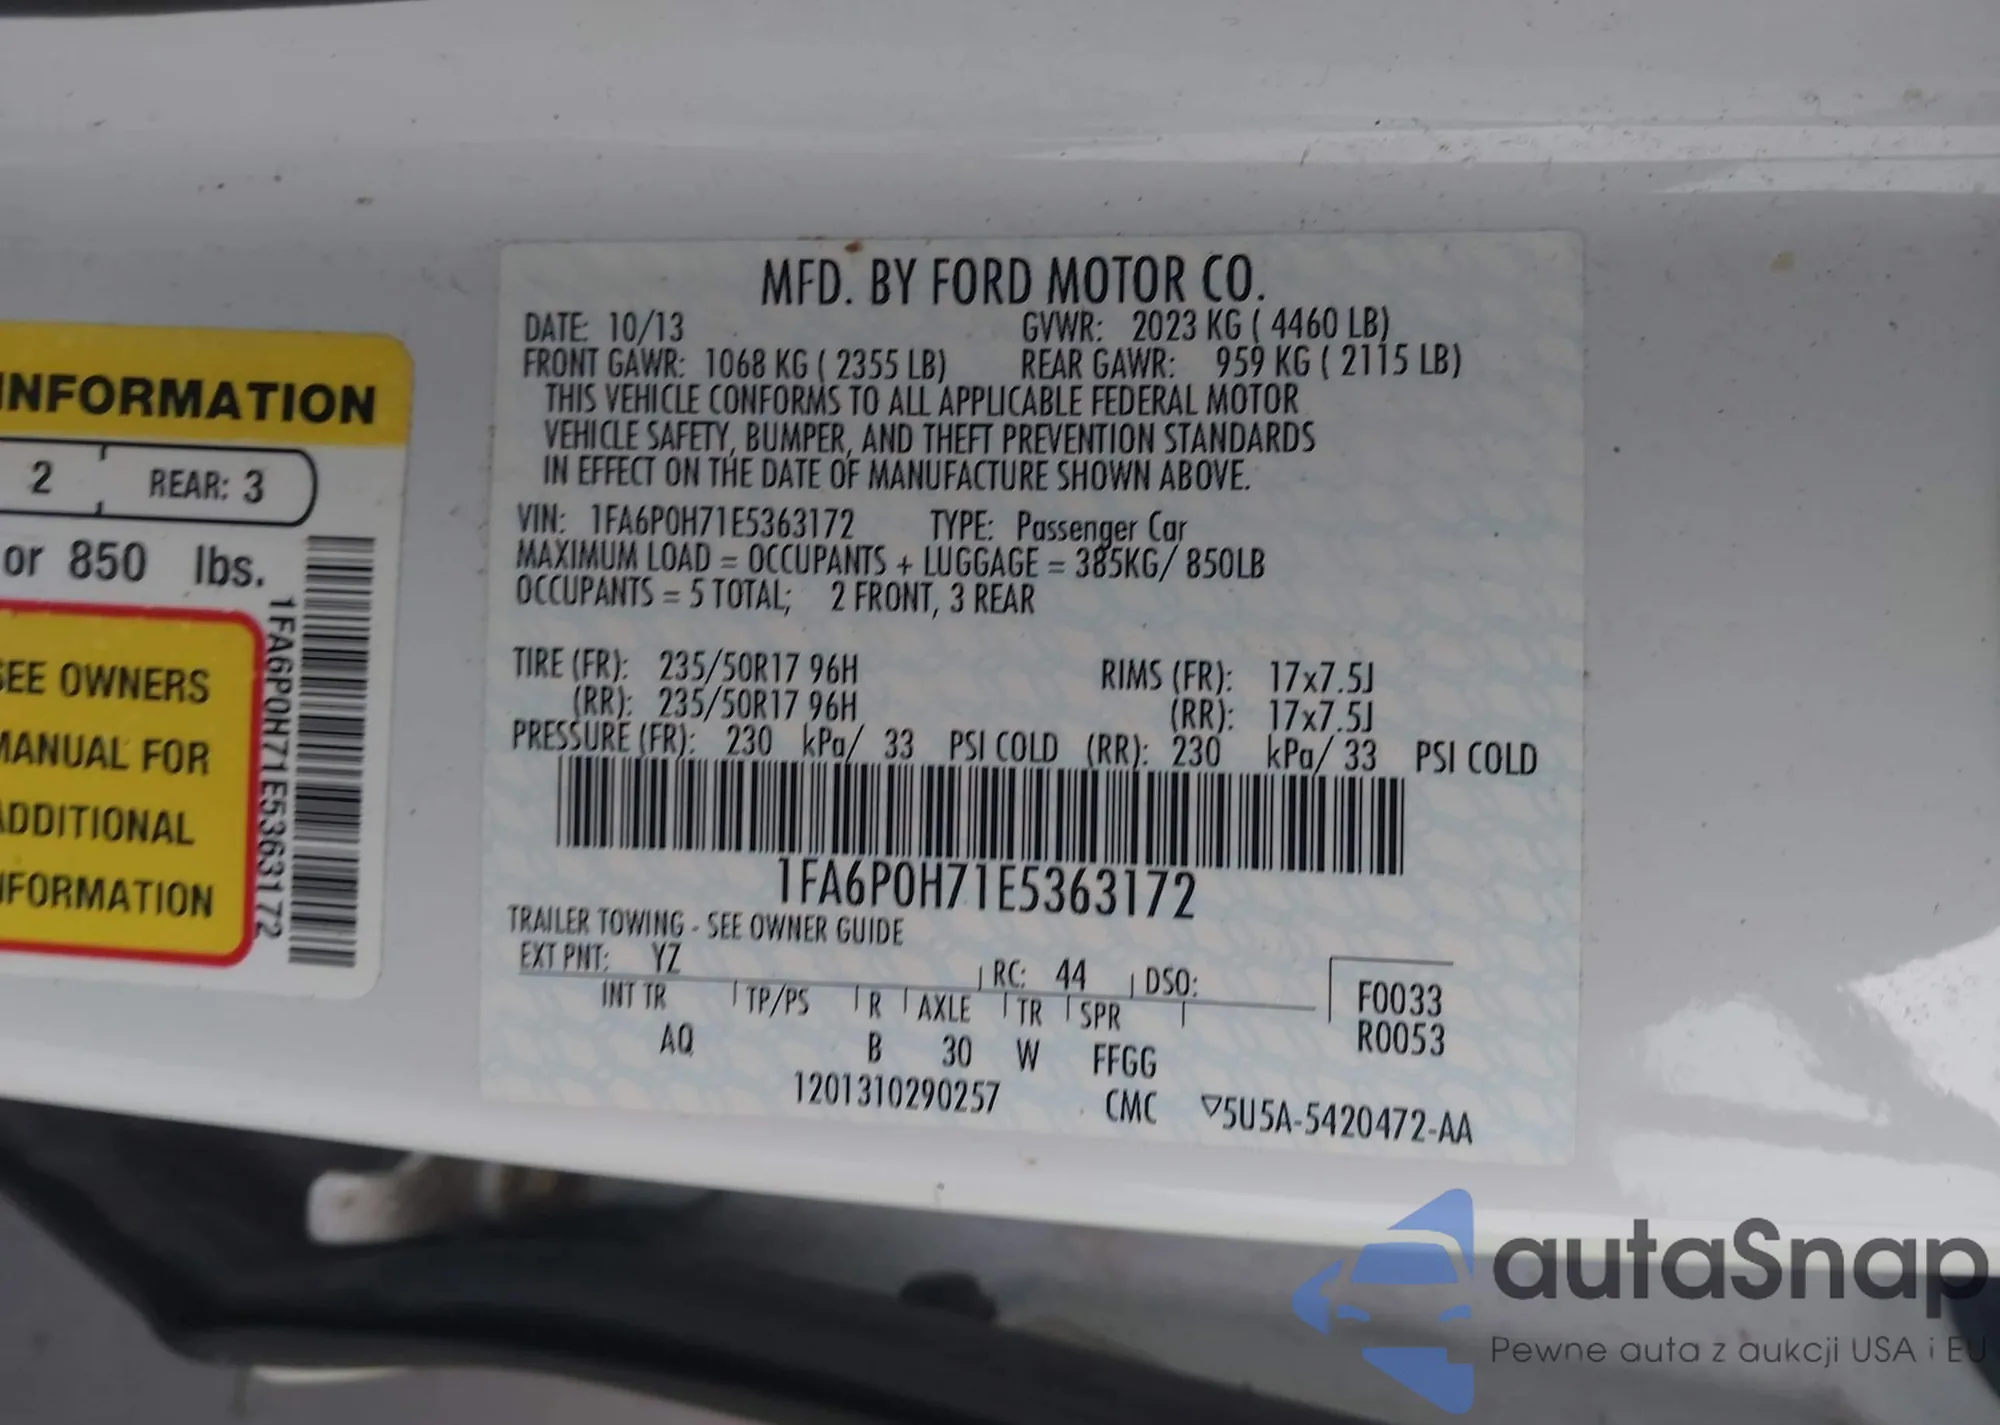 INFORMATION
2 REAR: 3
or 850 lbs.
SEE OWNERS
MANUAL FOR
ADDITIONAL
INFORMATION
1FA6P0H71E5363172
MFD. BY FORD MOTOR CO.
DATE: 10/13 GVWR: 2023 KG ( 4460 LB)
FRONT GAWR: 1068 KG ( 2355 LB) REAR GAWR: 959 KG ( 2115 LB)
THIS VEHICLE CONFORMS TO ALL APPLICABLE FEDERAL MOTOR
VEHICLE SAFETY, BUMPER, AND THEFT PREVENTION STANDARDS
IN EFFECT ON THE DATE OF MANUFACTURE SHOWN ABOVE.
VIN: 1FA6P0H71E5363172 TYPE: Passenger Car
MAXIMUM LOAD = OCCUPANTS + LUGGAGE = 385KG/ 850LB
OCCUPANTS = 5 TOTAL; 2 FRONT, 3 REAR
TIRE (FR): 235/50R17 96H RIMS (FR): 17x7.5J
(RR): 235/50R17 96H (RR): 17x7.5J
PRESSURE (FR): 230 kPa/ 33 PSI COLD (RR): 230 kPa/ 33 PSI COLD
1FA6P0H71E5363172
TRAILER TOWING - SEE OWNER GUIDE
EXT PNT: YZ RC: 44 DSO:
INT TR TP/PS R AXLE TR SPR F0033
AQ B 30 W FFGG R0053
1201310290257 CMC ▽5U5A-5420472-AA
autaSnap
Pewne auta z aukcji USA i EU